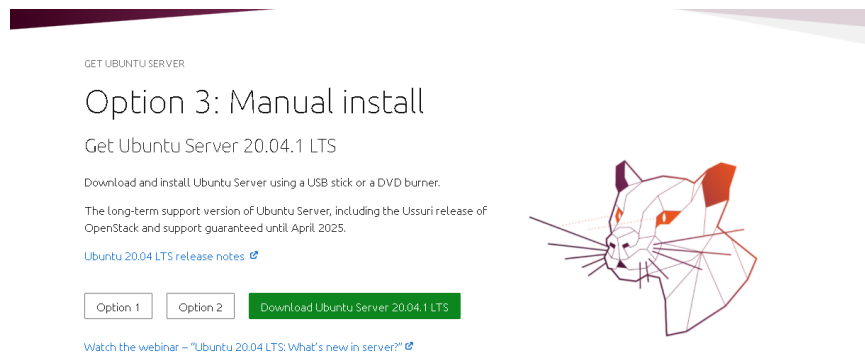 GET UBUNTU SERVER
Option 3: Manual install
Get Ubuntu Server 20.04.1 LTS
Download and install Ubuntu Server using a USB stick or a DVD burner.
The long-term support version of Ubuntu Server, including the Ussuri release of
OpenStack and support guaranteed until April 2025.
Ubuntu 20.04 LTS release notes
Option 1 Option 2 Download Ubuntu Server 20.04.1 LTS
Watch the webinar – “Ubuntu 20.04 LTS: What’s new in server?”